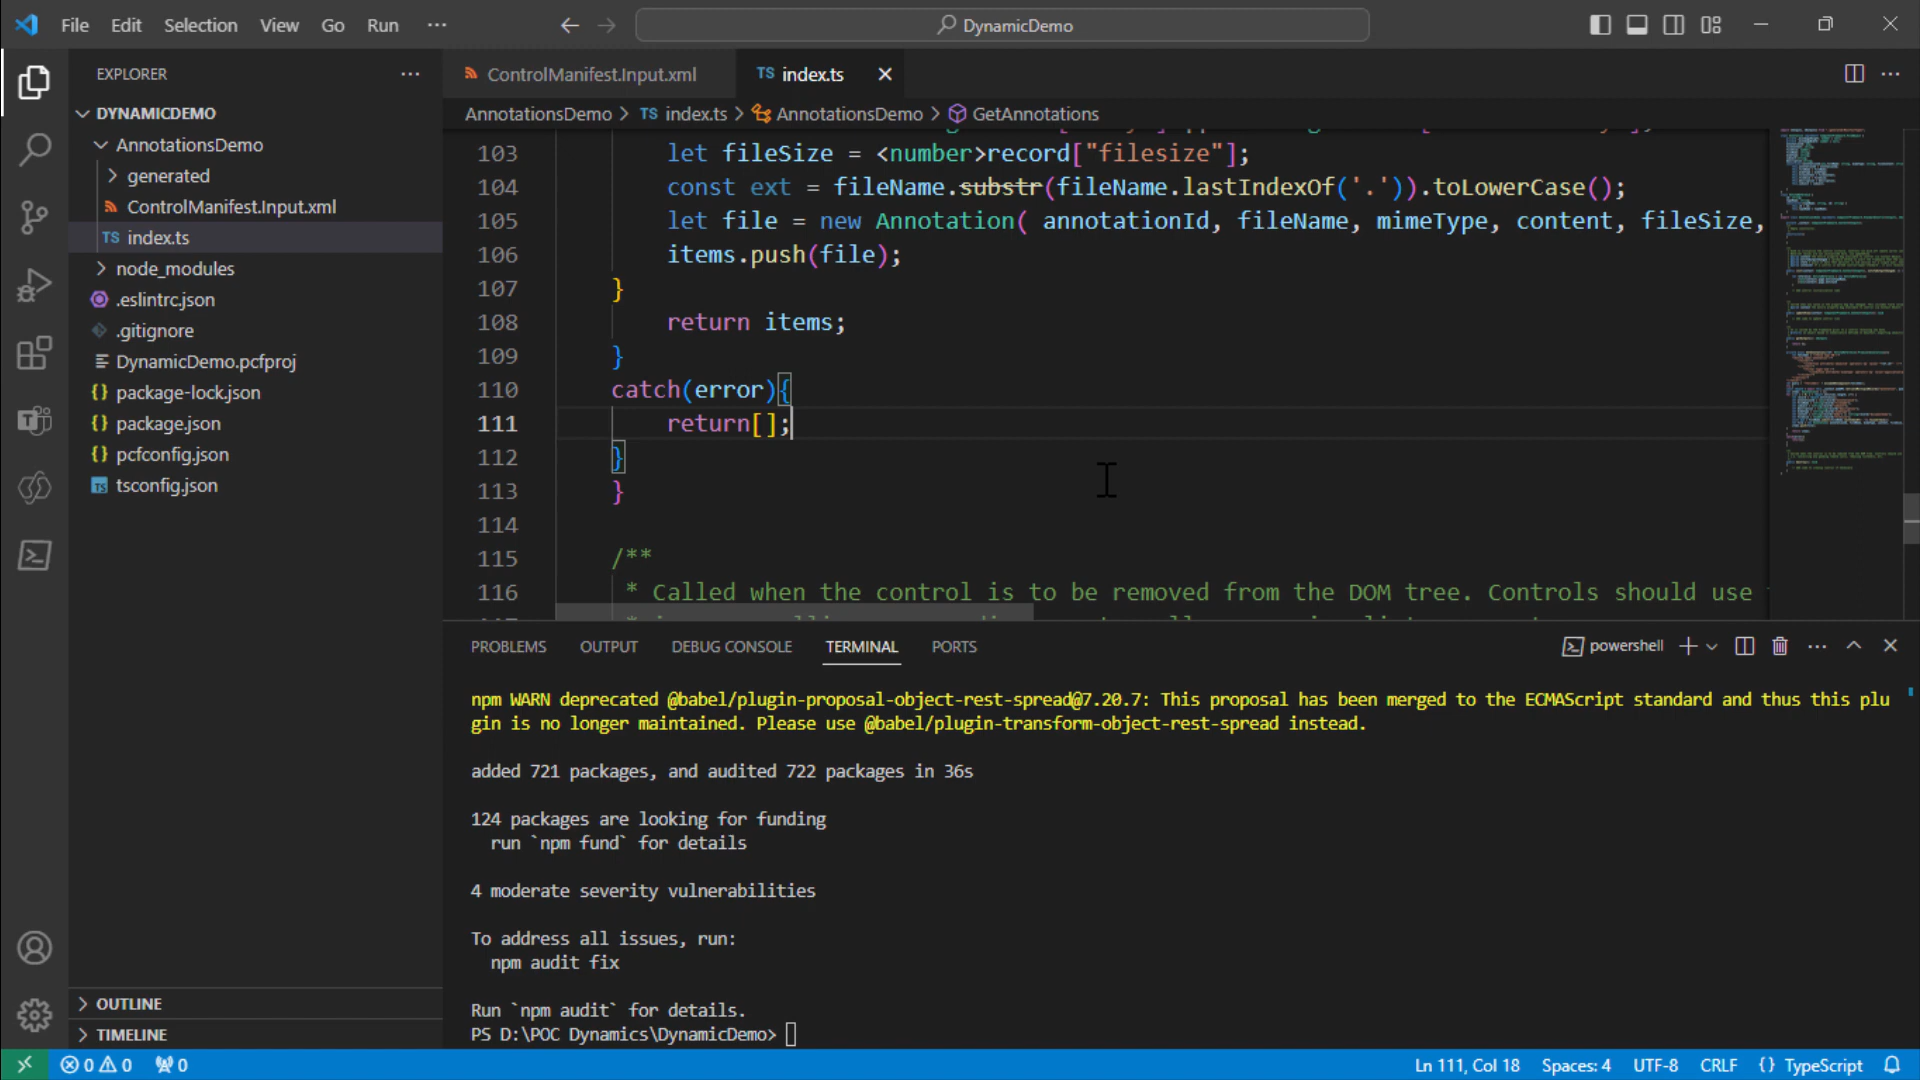 File Edit Selection View Go Run ···
DynamicDemo
EXPLORER
DYNAMICDEMO
AnnotationsDemo
generated
ControlManifest.Input.xml
TS index.ts
node_modules
.eslintrc.json
.gitignore
DynamicDemo.pcfproj
{} package-lock.json
{} package.json
{} pcfconfig.json
TS tsconfig.json
OUTLINE
TIMELINE
ControlManifest.Input.xml
TS index.ts
AnnotationsDemo > TS index.ts > AnnotationsDemo > GetAnnotations
103 let fileSize = <number>record["filesize"];
104 const ext = fileName.substr(fileName.lastIndexOf('.')).toLowerCase();
105 let file = new Annotation( annotationId, fileName, mimeType, content, fileSize,
106 items.push(file);
107 }
108 return items;
109 }
110 catch(error){
111 return[];
112 }
113 }
114
115 /**
116 * Called when the control is to be removed from the DOM tree. Controls should use
PROBLEMS OUTPUT DEBUG CONSOLE TERMINAL PORTS
powershell
npm WARN deprecated @babel/plugin-proposal-object-rest-spread@7.20.7: This proposal has been merged to the ECMAScript standard and thus this plu
gin is no longer maintained. Please use @babel/plugin-transform-object-rest-spread instead.
added 721 packages, and audited 722 packages in 36s
124 packages are looking for funding
run `npm fund` for details
4 moderate severity vulnerabilities
To address all issues, run:
npm audit fix
Run `npm audit` for details.
PS D:\POC Dynamics\DynamicDemo>
0 0 0
Ln 111, Col 18 Spaces: 4 UTF-8 CRLF {} TypeScript